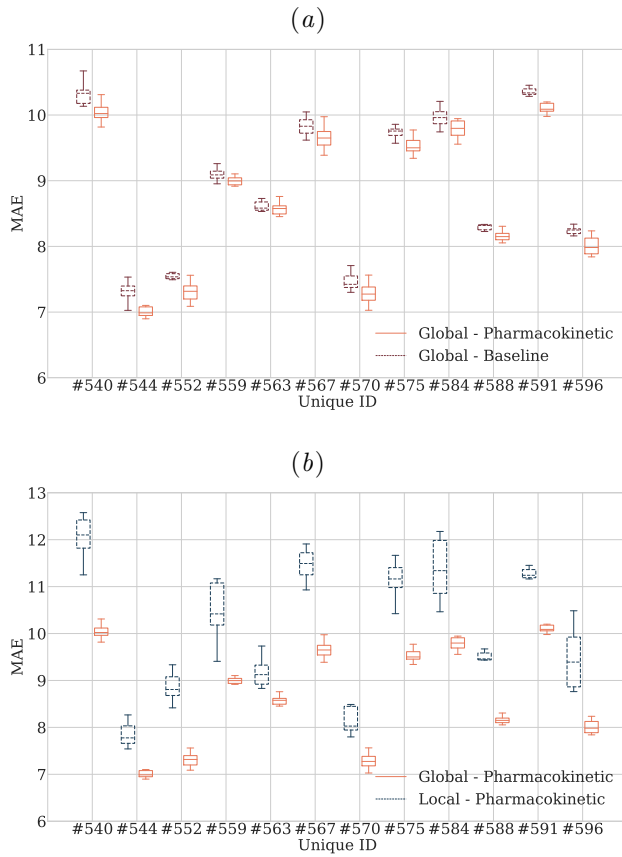 (a)
11
10
9
8
7
6
MAE
Global - Pharmacokinetic
Global - Baseline
#540 #544 #552 #559 #563 #567 #570 #575 #584 #588 #591 #596
Unique ID
(b)
13
12
11
10
9
8
7
6
MAE
Global - Pharmacokinetic
Local - Pharmacokinetic
#540 #544 #552 #559 #563 #567 #570 #575 #584 #588 #591 #596
Unique ID